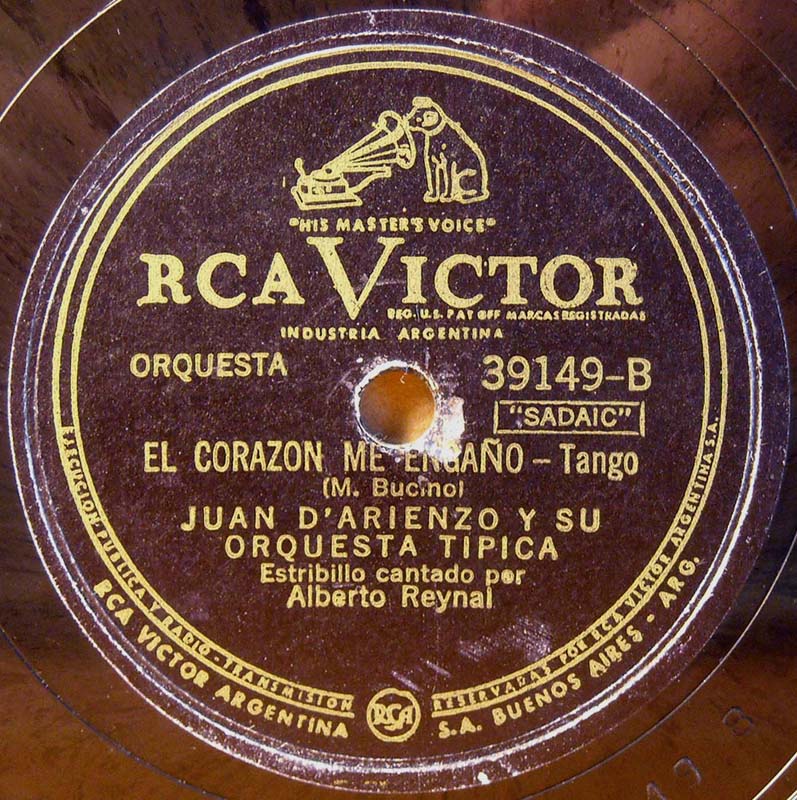 "HIS MASTER'S VOICE"
RCA VICTOR
REG. U.S. PAT OFF MARCAS REGISTRADAS
INDUSTRIA ARGENTINA
ORQUESTA
39149-B
"SADAIC"
EL CORAZON ME ENGAÑO – Tango
(M. Bucino)
JUAN D'ARIENZO Y SU
ORQUESTA TIPICA
Estribillo cantado por
Alberto Reynal
EJECUCION PUBLICA Y RADIO-TRANSMISION RESERVADAS POR RCA VICTOR ARGENTINA S.A.
RCA VICTOR ARGENTINA S.A. BUENOS AIRES - ARG.
RCA